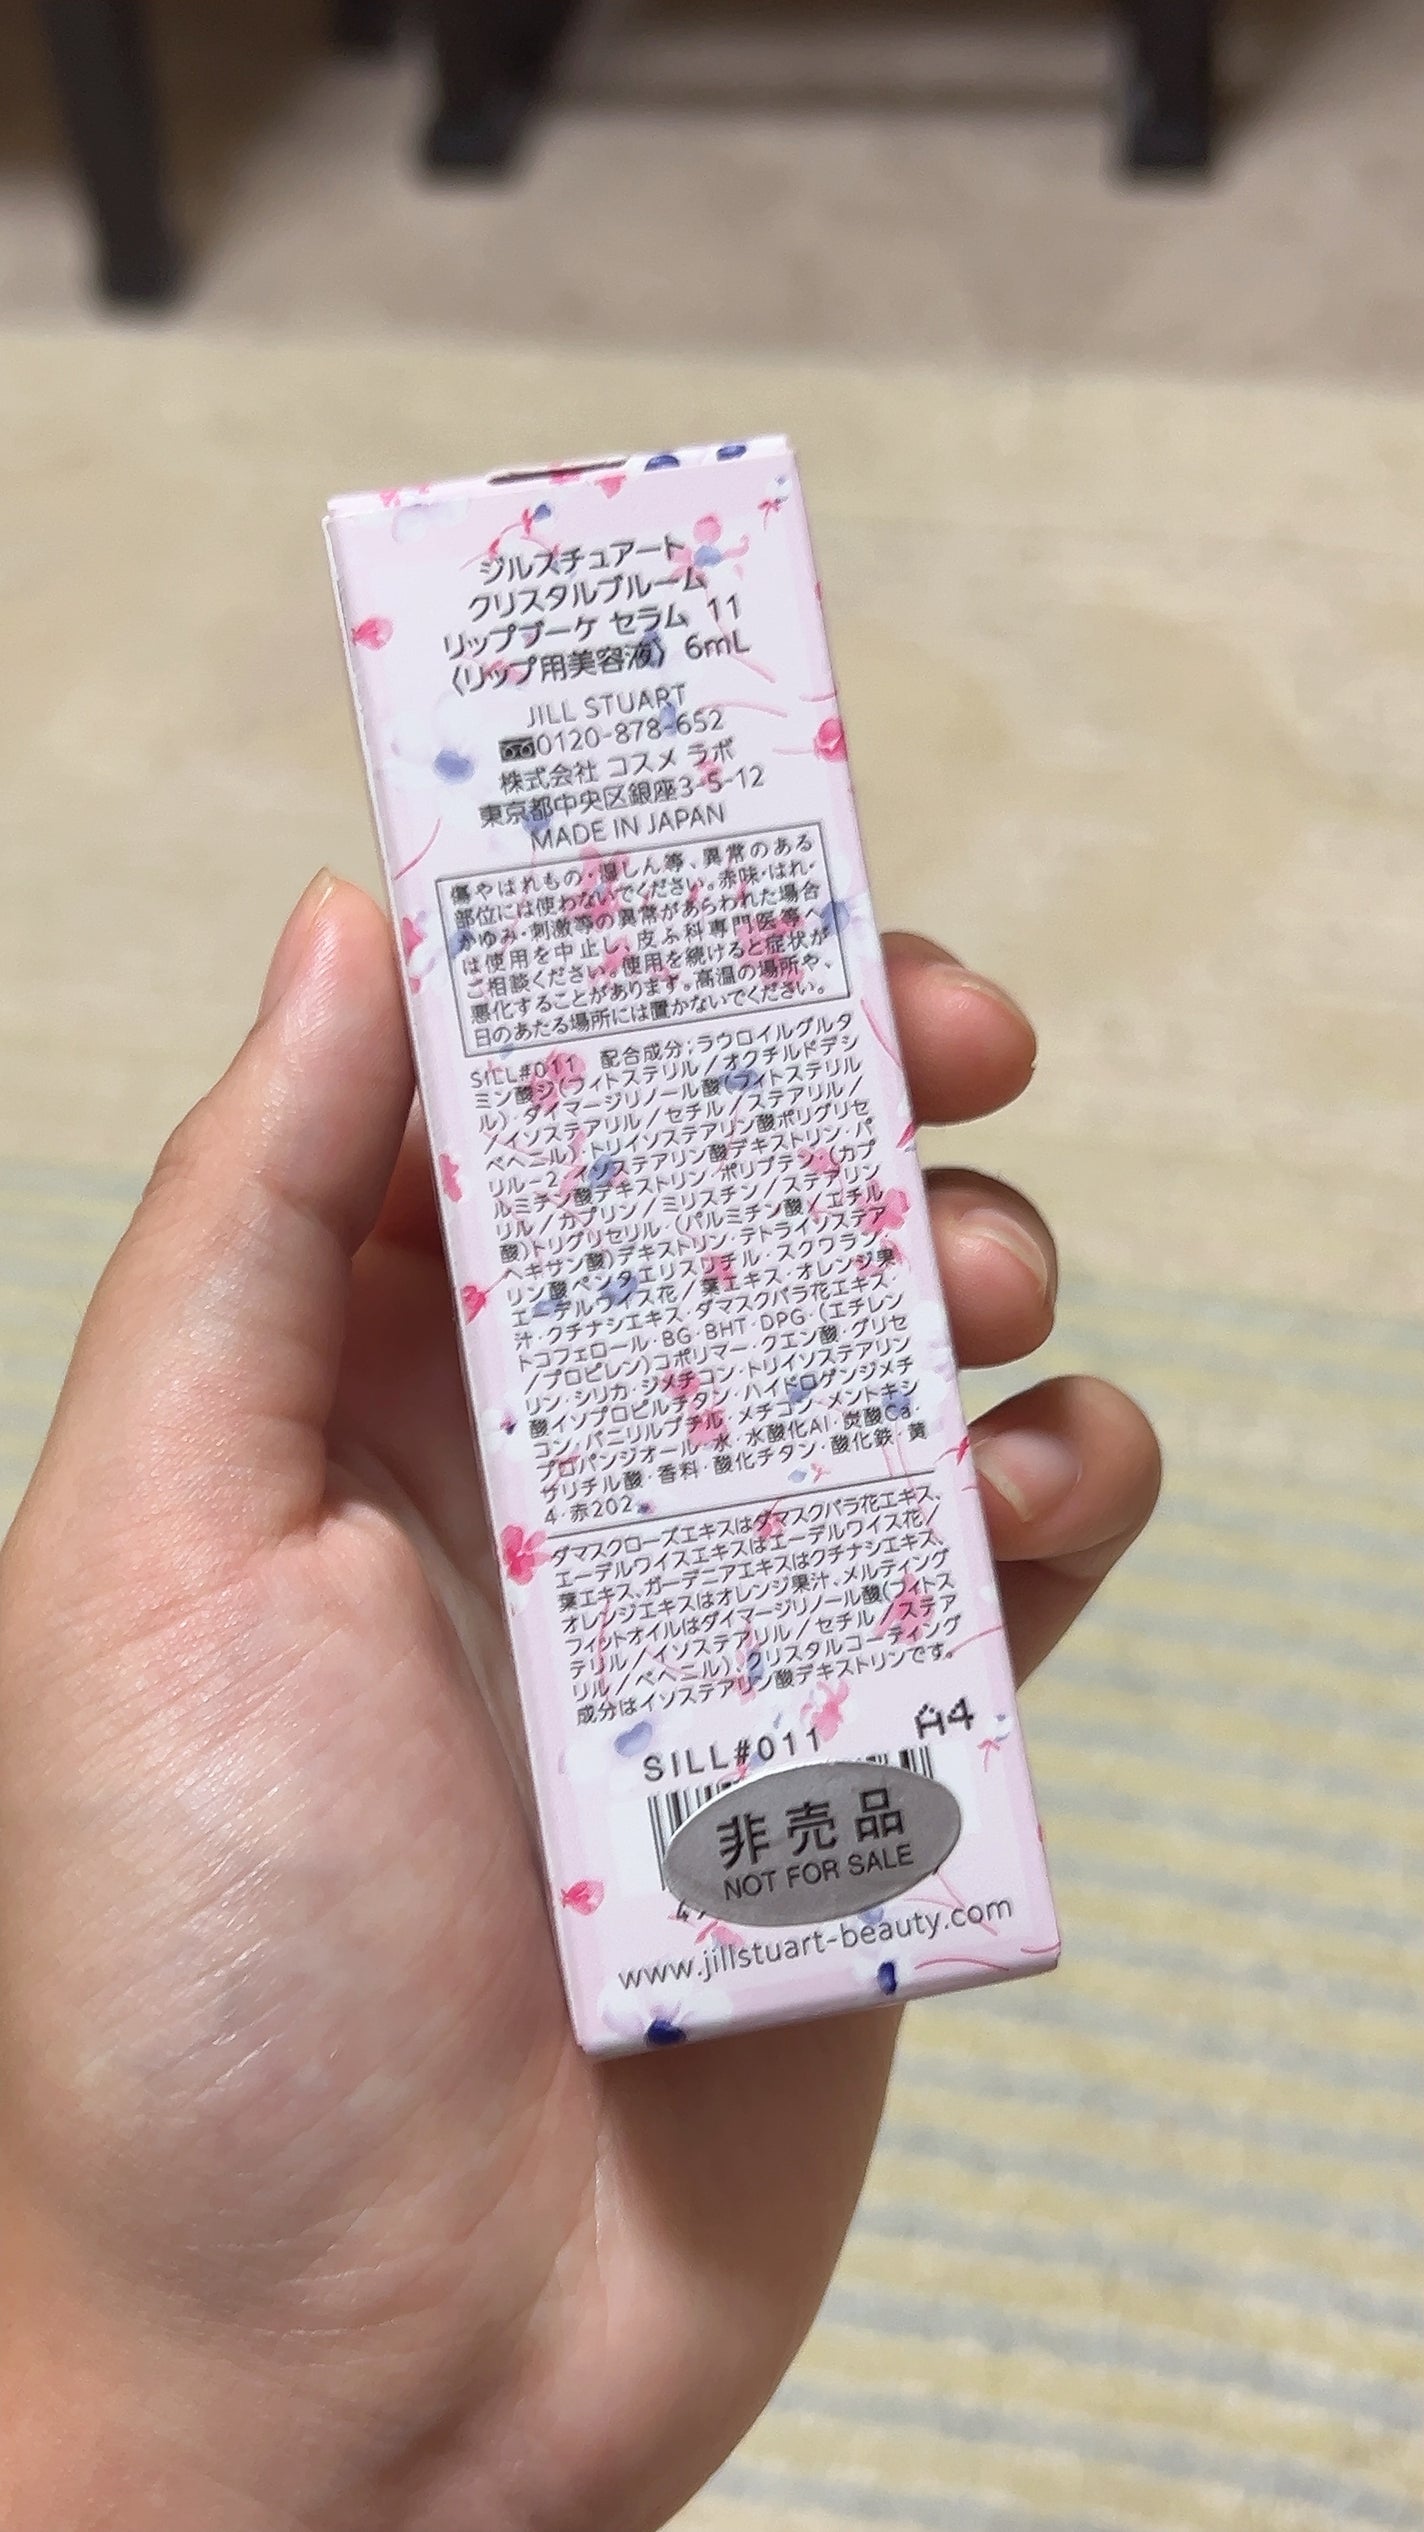 ジルスチュアート
クリスタルブルーム
リップブーケ セラム 11
〈リップ用美容液〉 6mL
JILL STUART
0120-878-652
株式会社 コスメ ラボ
東京都中央区銀座3-5-12
MADE IN JAPAN
傷やはれもの・湿しん等、異常のある
部位には使わないでください。赤味・はれ・
かゆみ・刺激等の異常があらわれた場合
は使用を中止し、皮ふ科専門医等へ
ご相談ください。使用を続けると症状が
悪化することがあります。高温の場所や、
日のあたる場所には置かないでください。
SILL#011 配合成分：ラウロイルグルタ
ミン酸ジ(フィトステリル/オクチルドデシ
ル)・ダイマージリノール酸(フィトステリル
/イソステアリル/セチル/ステアリル/
ベヘニル)・トリイソステアリン酸ポリグリセ
リル-2・イソステアリン酸デキストリン・パ
ルミチン酸デキストリン・ポリブテン・(カプ
リル/カプリン/ミリスチン/ステアリン
酸)トリグリセリル・(パルミチン酸/エチル
ヘキサン酸)デキストリン・テトライソステア
リン酸ペンタエリスリチル・スクワラン・
エーデルワイス花/葉エキス・オレンジ果
汁・クチナシエキス・ダマスクバラ花エキス・
トコフェロール・BG・BHT・DPG・(エチレン
/プロピレン)コポリマー・クエン酸・グリセ
リン・シリカ・ジメチコン・トリイソステアリン
酸イソプロピルチタン・ハイドロゲンジメチ
コン・バニリルブチル・メチコン・メントキシ
プロパンジオール・水・水酸化Al・炭酸Ca・
サリチル酸・香料・酸化チタン・酸化鉄・黄
4・赤202
ダマスクローズエキスはダマスクバラ花エキス、
エーデルワイスエキスはエーデルワイス花/
葉エキス、ガーデニアエキスはクチナシエキス、
オレンジエキスはオレンジ果汁、メルティング
フィットオイルはダイマージリノール酸(フィトス
テリル/イソステアリル/セチル/ステア
リル/ベヘニル)、クリスタルコーティング
成分はイソステアリン酸デキストリンです。
A4
SILL#011
非売品
NOT FOR SALE
www.jillstuart-beauty.com